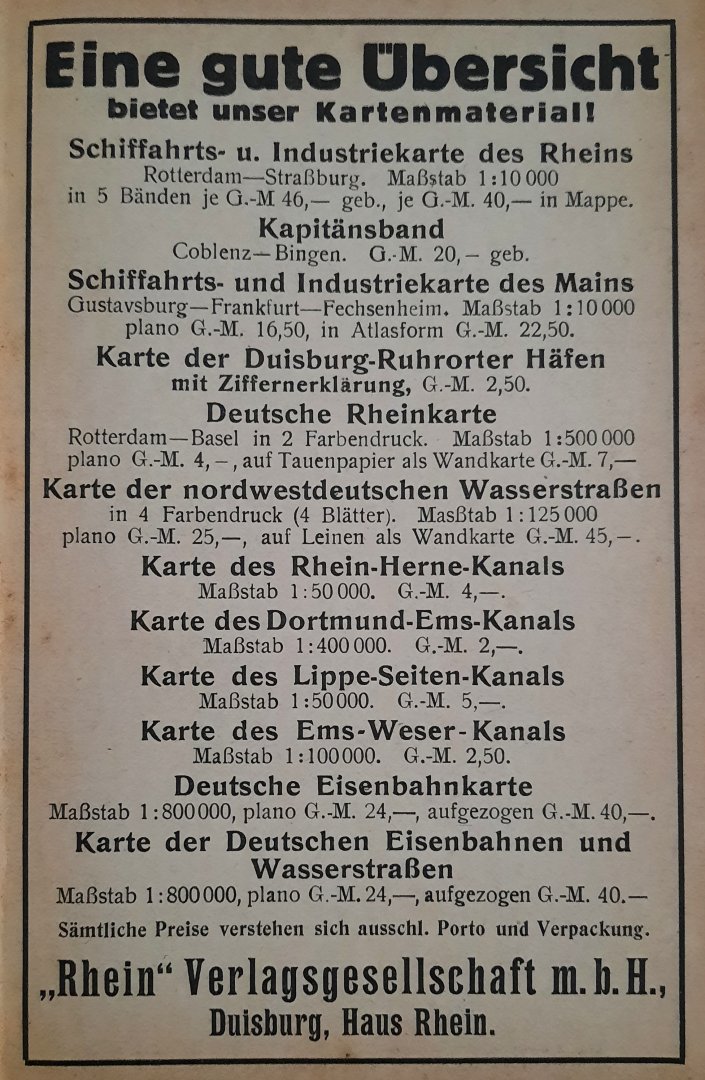 Eine gute Übersicht
bietet unser Kartenmaterial!
Schiffahrts- u. Industriekarte des Rheins
Rotterdam—Straßburg. Maßstab 1:10 000
in 5 Bänden je G.-M 46,— geb., je G.-M. 40,— in Mappe.
Kapitänsband
Coblenz—Bingen. G.-M. 20,— geb.
Schiffahrts- und Industriekarte des Mains
Gustavsburg—Frankfurt—Fechsenheim. Maßstab 1:10 000
plano G.-M. 16,50, in Atlasform G.-M. 22,50.
Karte der Duisburg-Ruhrorter Häfen
mit Ziffernerklärung, G.-M. 2,50.
Deutsche Rheinkarte
Rotterdam—Basel in 2 Farbendruck. Maßstab 1:500 000
plano G.-M. 4,—, auf Tauenpapier als Wandkarte G.-M. 7,—
Karte der nordwestdeutschen Wasserstraßen
in 4 Farbendruck (4 Blätter). Masßtab 1:125 000
plano G.-M. 25,—, auf Leinen als Wandkarte G.-M. 45,—.
Karte des Rhein-Herne-Kanals
Maßstab 1:50 000. G.-M. 4,—.
Karte des Dortmund-Ems-Kanals
Maßstab 1:400 000. G.-M. 2,—.
Karte des Lippe-Seiten-Kanals
Maßstab 1:50 000. G.-M. 5,—.
Karte des Ems-Weser-Kanals
Maßstab 1:100 000. G.-M. 2,50.
Deutsche Eisenbahnkarte
Maßstab 1:800 000, plano G.-M. 24,—, aufgezogen G.-M. 40,—.
Karte der Deutschen Eisenbahnen und
Wasserstraßen
Maßstab 1:800 000, plano G.-M. 24,—, aufgezogen G.-M. 40.—
Sämtliche Preise verstehen sich ausschl. Porto und Verpackung.
„Rhein“ Verlagsgesellschaft m. b. H.,
Duisburg, Haus Rhein.